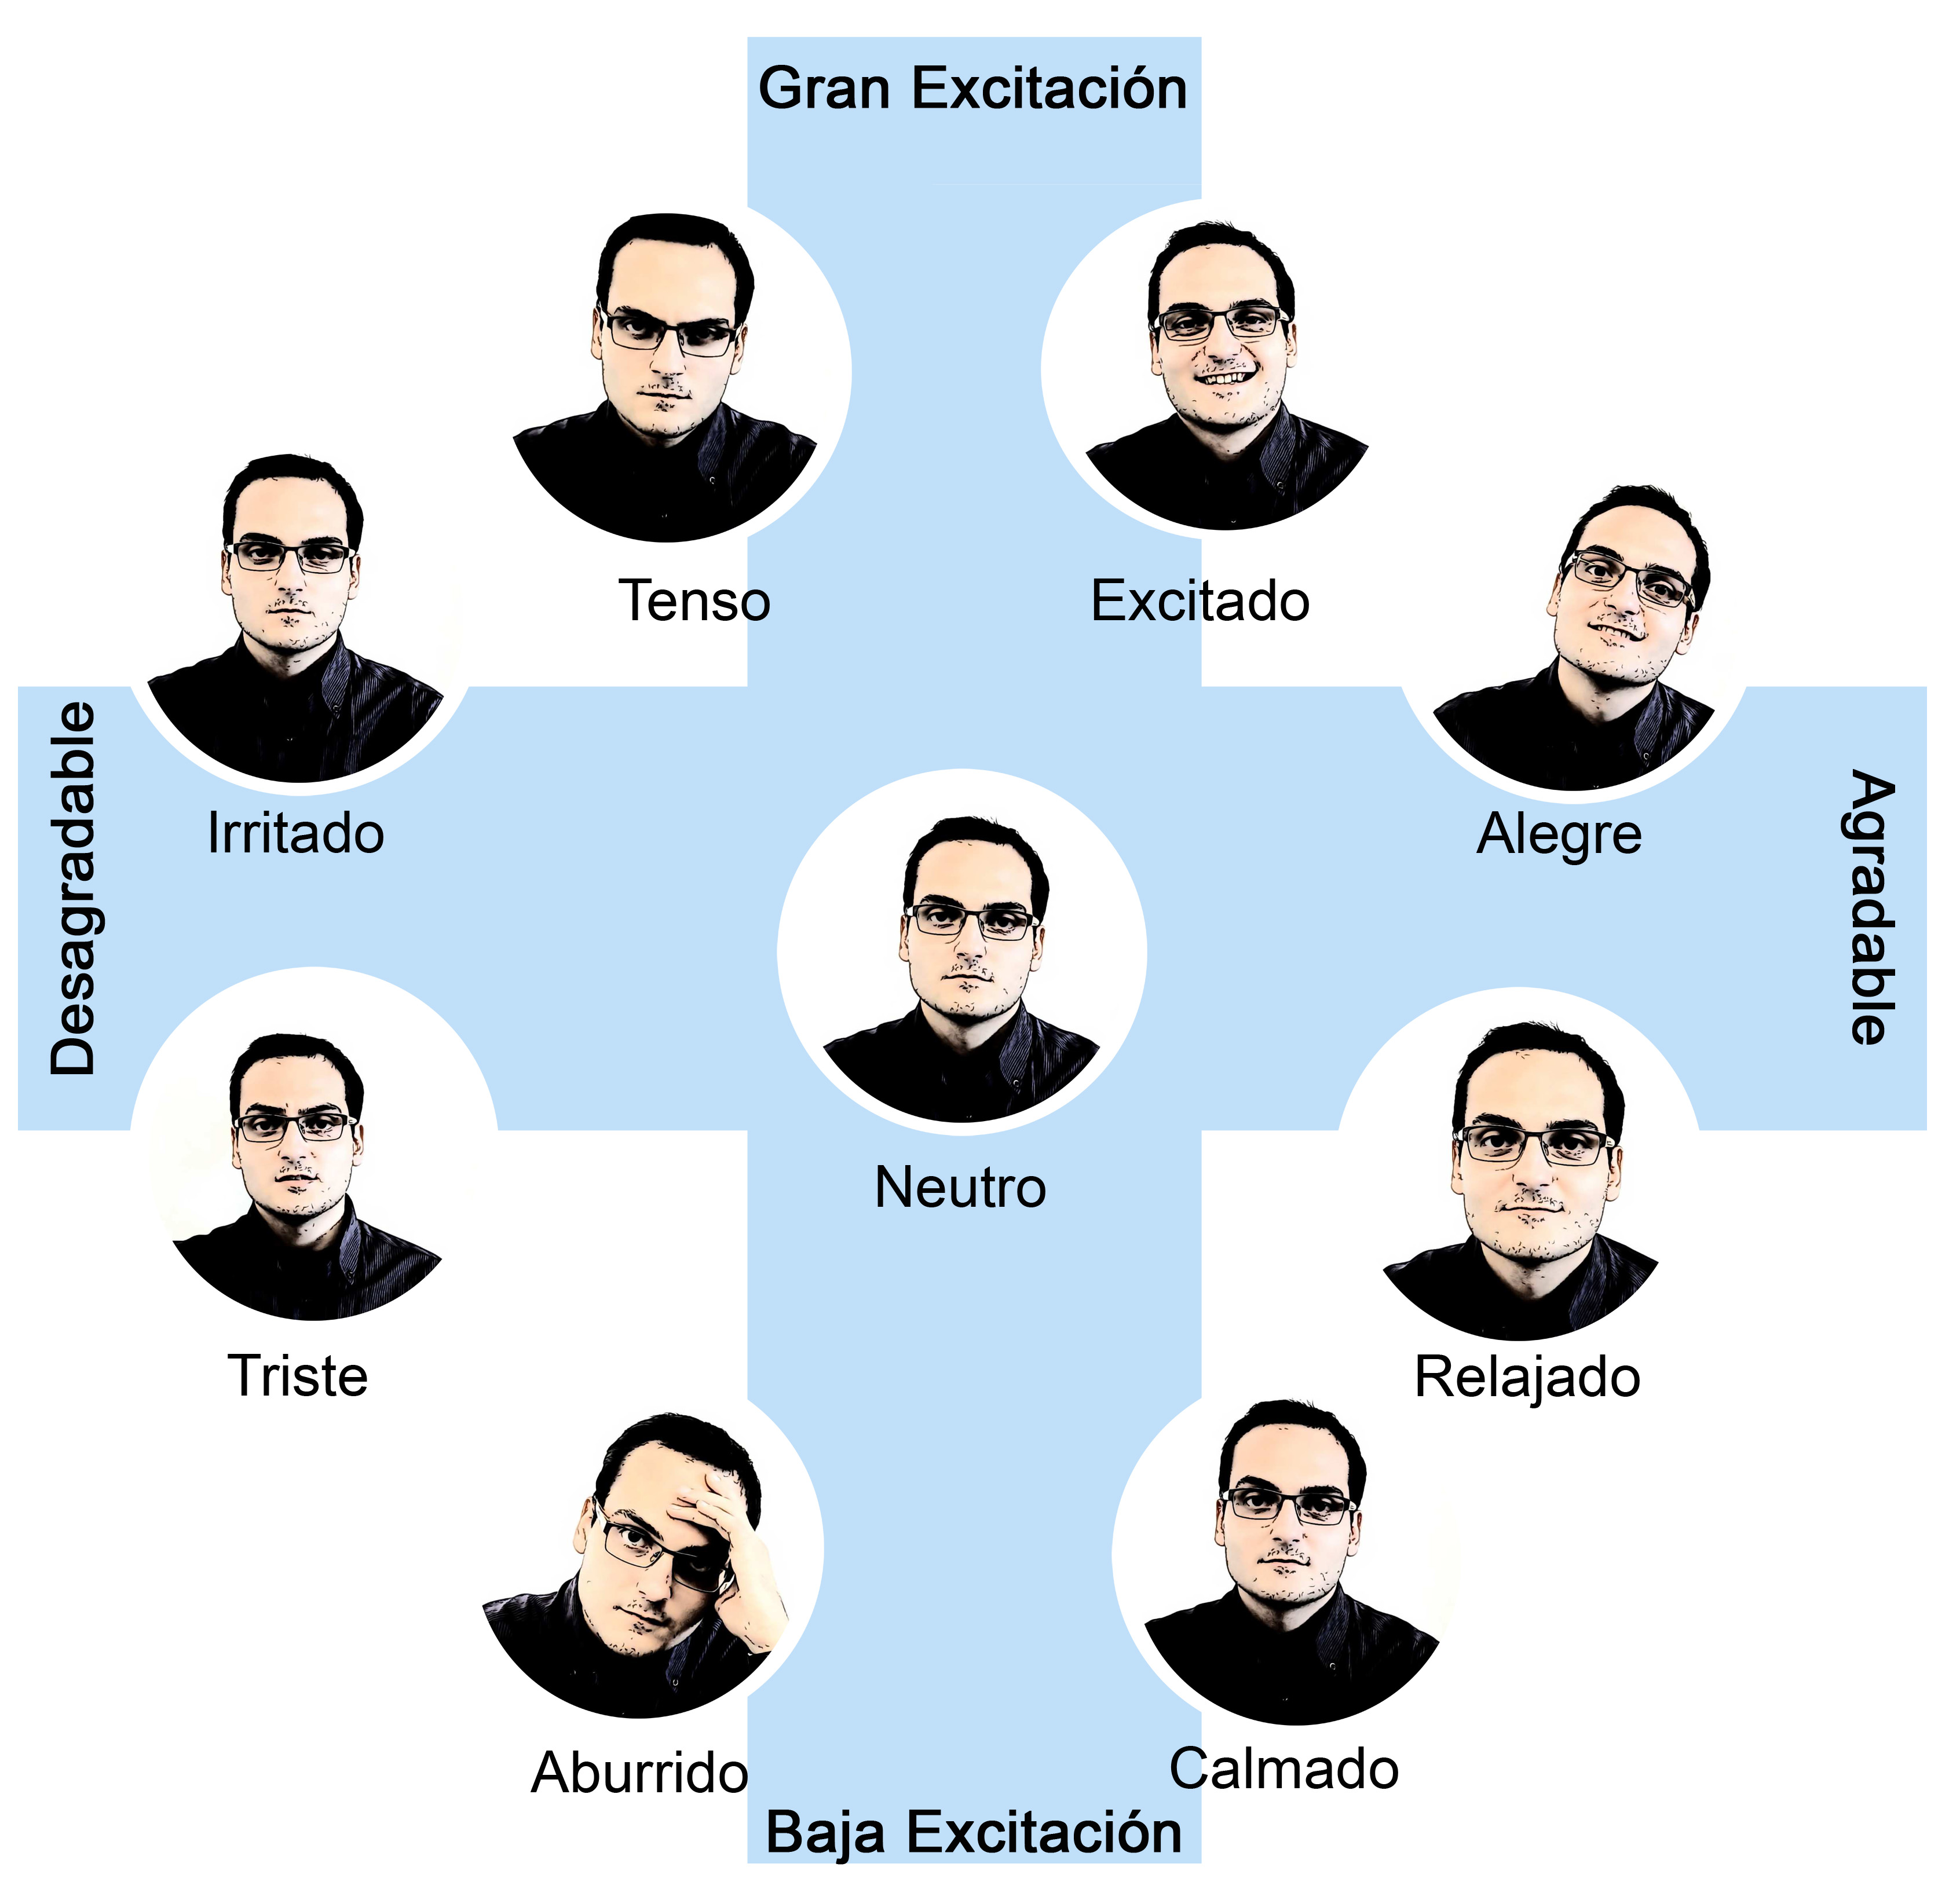 Gran Excitación
Tenso
Excitado
Irritado
Alegre
Desagradable
Agradable
Neutro
Triste
Relajado
Aburrido
Calmado
Baja Excitación